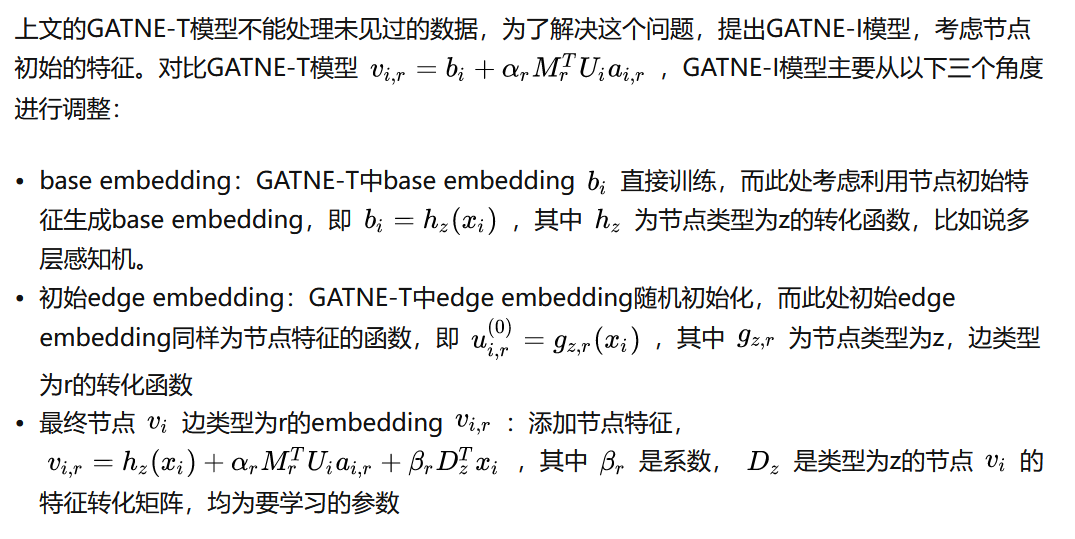 上文的GATNE-T模型不能处理未见过的数据，为了解决这个问题，提出GATNE-I模型，考虑节点
初始的特征。对比GATNE-T模型 $v_{i,r} = b_i + \alpha_r M_r^T U_i a_{i,r}$ ，GATNE-I模型主要从以下三个角度
进行调整：
• base embedding：GATNE-T中base embedding $b_i$ 直接训练，而此处考虑利用节点初始特
征生成base embedding，即 $b_i = h_z(x_i)$ ，其中 $h_z$ 为节点类型为z的转化函数，比如说多
层感知机。
• 初始edge embedding：GATNE-T中edge embedding随机初始化，而此处初始edge
embedding同样为节点特征的函数，即 $u_{i,r}^{(0)} = g_{z,r}(x_i)$ ，其中 $g_{z,r}$ 为节点类型为z，边类型
为r的转化函数
• 最终节点 $v_i$ 边类型为r的embedding $v_{i,r}$ ：添加节点特征，
$v_{i,r} = h_z(x_i) + \alpha_r M_r^T U_i a_{i,r} + \beta_r D_z^T x_i$ ，其中 $\beta_r$ 是系数， $D_z$ 是类型为z的节点 $v_i$ 的
特征转化矩阵，均为要学习的参数